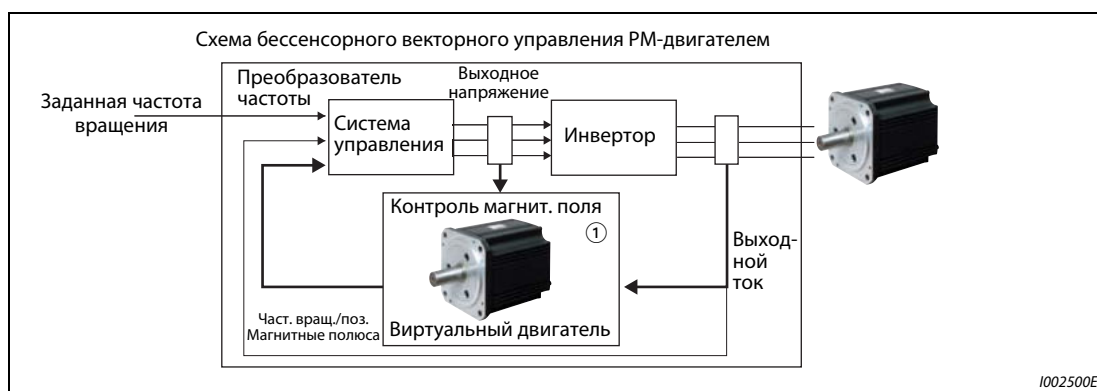 Схема бессенсорного векторного управления PM-двигателем
Преобразователь
частоты
Выходное
напряжение
Заданная частота
вращения
Система
управления
Инвертор
Контроль магнит. поля
1
Выход-
ной
ток
Част. вращ./поз.
Магнитные полюса
Виртуальный двигатель
I002500E